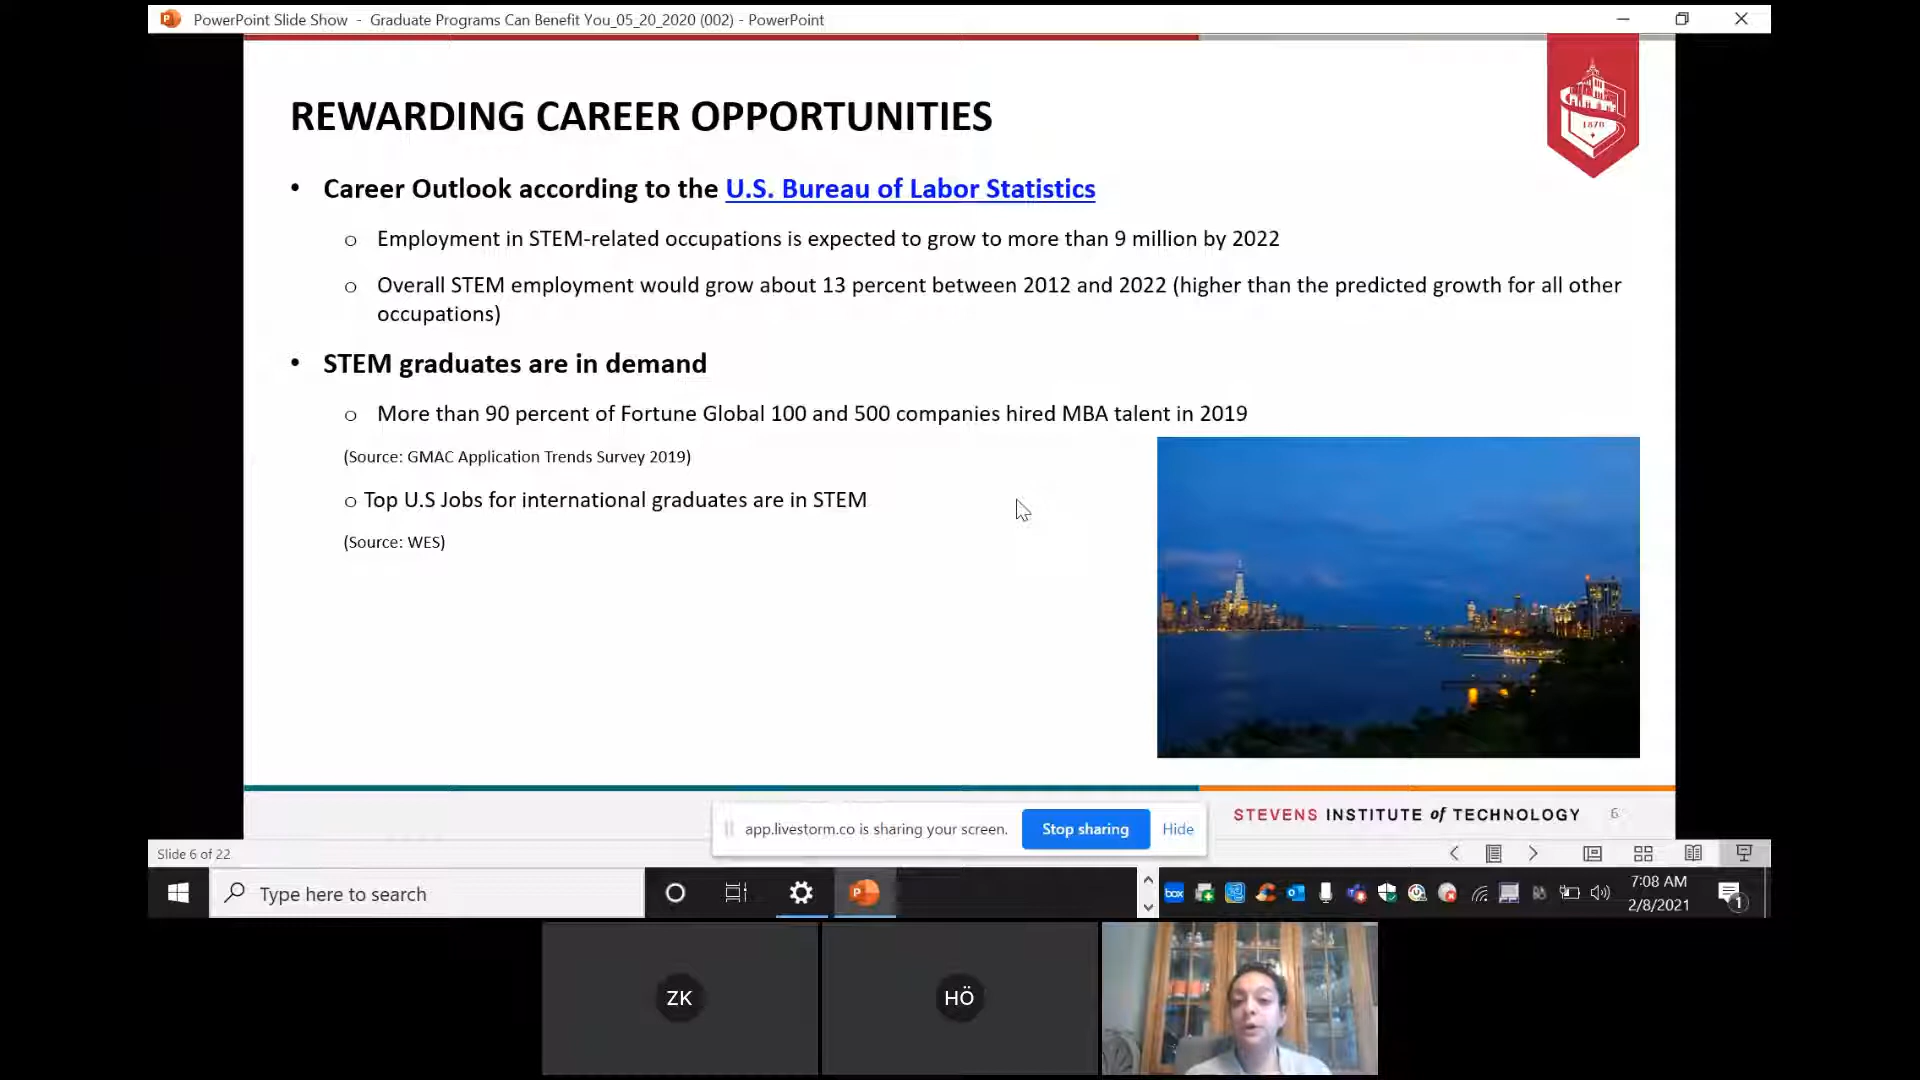 PowerPoint Slide Show - Graduate Programs Can Benefit You_05_20_2020 (002) - PowerPoint
REWARDING CAREER OPPORTUNITIES
1870
• Career Outlook according to the U.S. Bureau of Labor Statistics
o Employment in STEM-related occupations is expected to grow to more than 9 million by 2022
o Overall STEM employment would grow about 13 percent between 2012 and 2022 (higher than the predicted growth for all other
occupations)
• STEM graduates are in demand
o More than 90 percent of Fortune Global 100 and 500 companies hired MBA talent in 2019
(Source: GMAC Application Trends Survey 2019)
o Top U.S Jobs for international graduates are in STEM
(Source: WES)
STEVENS INSTITUTE of TECHNOLOGY 6
app.livestorm.co is sharing your screen. Stop sharing Hide
Slide 6 of 22
Type here to search
box
7:08 AM
2/8/2021
1
ZK
HÖ